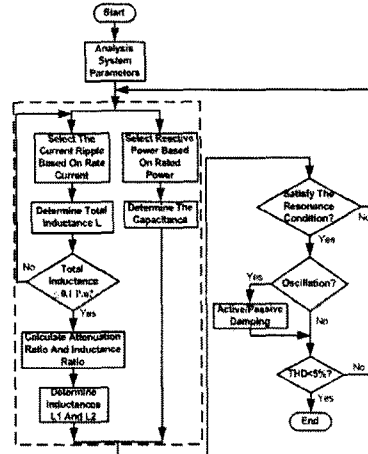 Start
Analysis
System
Parameters
Select The
Current Ripple
Based On Rate
Current
Select Reactive
Power Based
On Rated
Power
Determine Total
Inductance L
Determine The
Capacitance
No
Total
Inductance
0.1 P.u.
Yes
Calculate Attenuation
Ratio And Inductance
Ratio
Determine
Inductances
L1 And L2
Satisfy The
Resonance
Condition?
No
Yes
Oscillation?
Yes
No
Active/Passive
Damping
THD<5%?
No
Yes
End